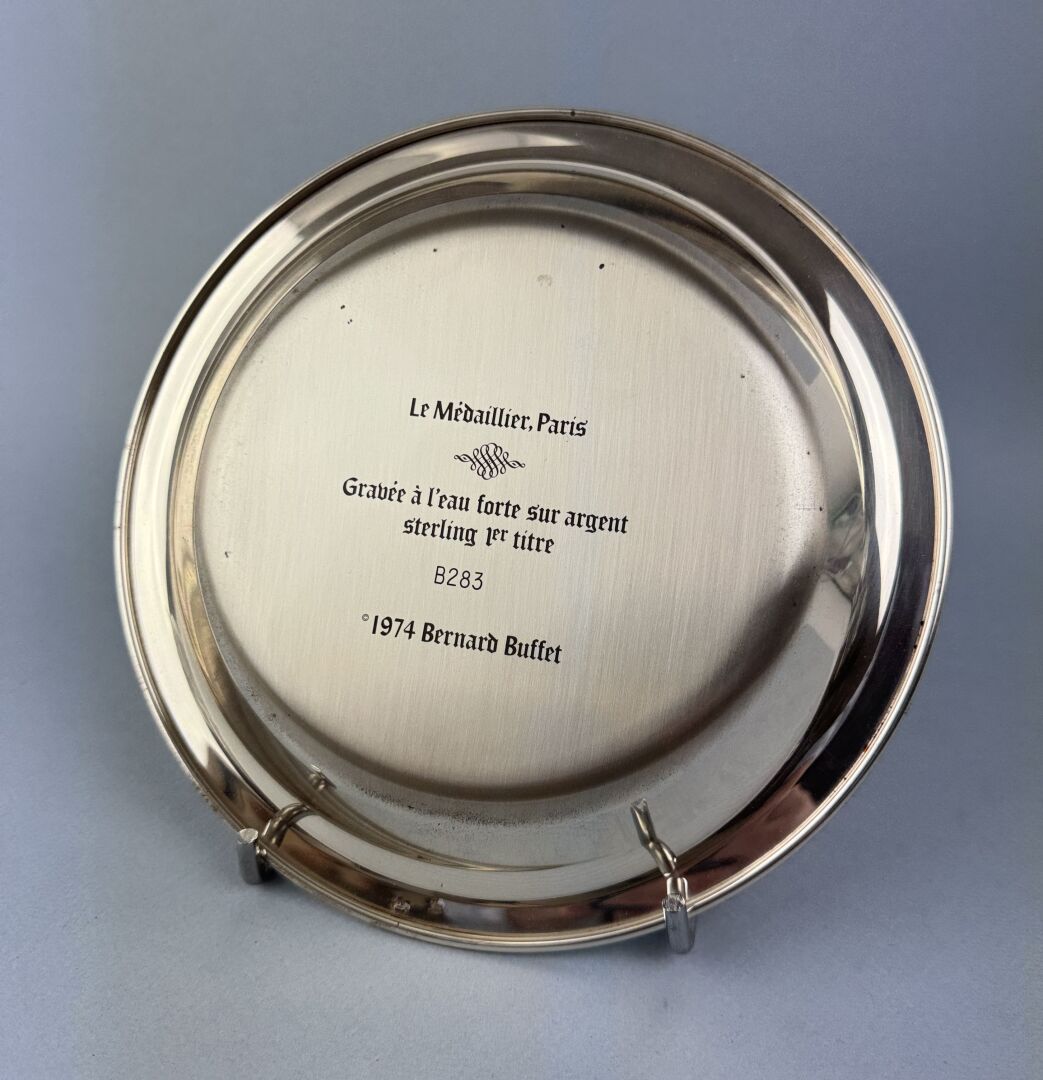 Le Médaillier, Paris
Gravée à l'eau forte sur argent
sterling 1er titre
B283
©1974 Bernard Buffet